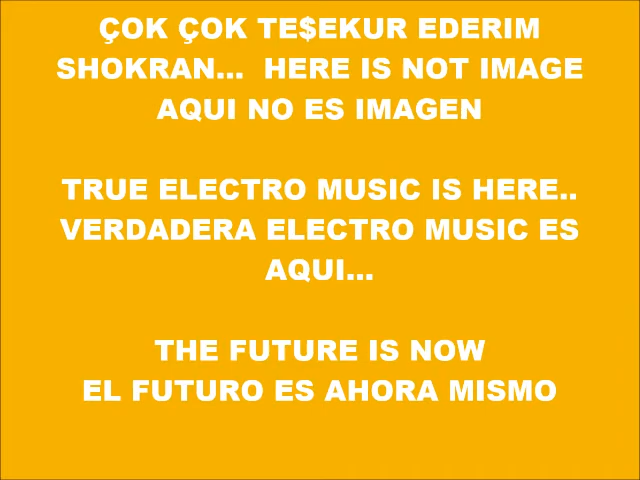 ÇOK ÇOK TE$EKUR EDERIM
SHOKRAN... HERE IS NOT IMAGE
AQUI NO ES IMAGEN
TRUE ELECTRO MUSIC IS HERE..
VERDADERA ELECTRO MUSIC ES
AQUI...
THE FUTURE IS NOW
EL FUTURO ES AHORA MISMO